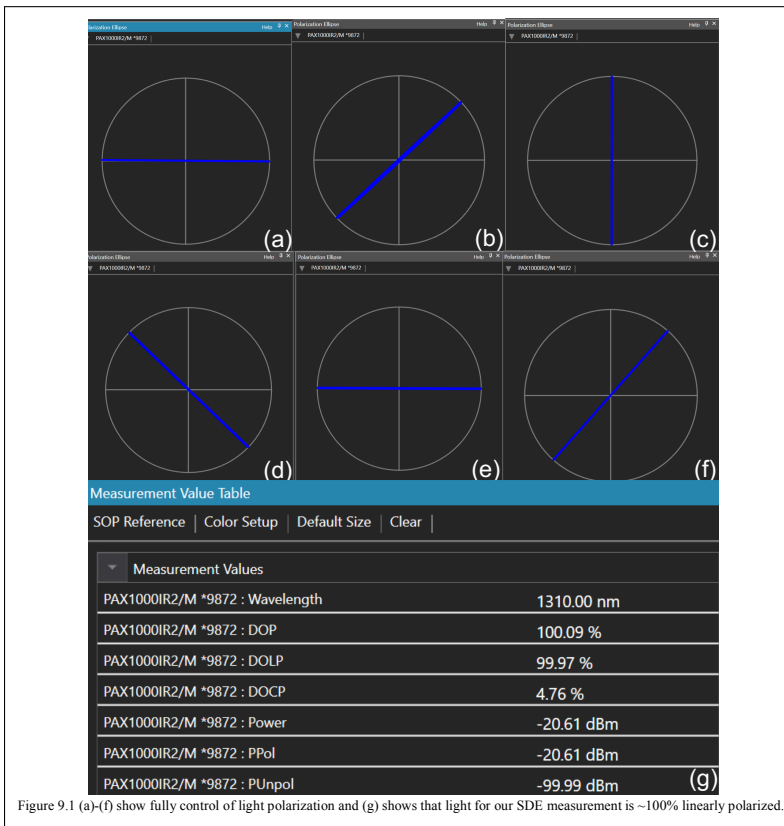 Polarization Ellipse Help
PAX1000IR2/M *9872
(a)
Polarization Ellipse Help
PAX1000IR2/M *9872
(b)
Polarization Ellipse Help
PAX1000IR2/M *9872
(c)
Polarization Ellipse Help
PAX1000IR2/M *9872
(d)
Polarization Ellipse Help
PAX1000IR2/M *9872
(e)
Polarization Ellipse Help
PAX1000IR2/M *9872
(f)
Measurement Value Table
SOP Reference | Color Setup | Default Size | Clear |
Measurement Values
PAX1000IR2/M *9872 : Wavelength 1310.00 nm
PAX1000IR2/M *9872 : DOP 100.09 %
PAX1000IR2/M *9872 : DOLP 99.97 %
PAX1000IR2/M *9872 : DOCP 4.76 %
PAX1000IR2/M *9872 : Power -20.61 dBm
PAX1000IR2/M *9872 : PPol -20.61 dBm
PAX1000IR2/M *9872 : PUnpol -99.99 dBm
(g)
Figure 9.1 (a)-(f) show fully control of light polarization and (g) shows that light for our SDE measurement is ~100% linearly polarized.